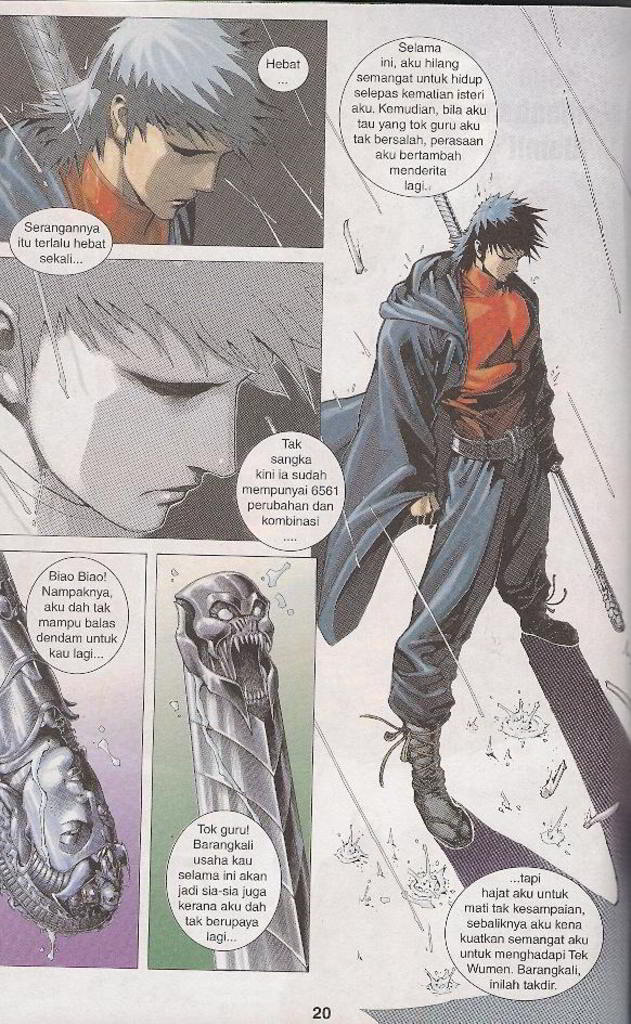 Hebat
...
Serangannya
itu terlalu hebat
sekali...
Tak
sangka
kini ia sudah
mempunyai 6561
perubahan dan
kombinasi
....
Biao Biao!
Nampaknya,
aku dah tak
mampu balas
dendam untuk
kau lagi...
Tok guru!
Barangkali
usaha kau
selama ini akan
jadi sia-sia juga
kerana aku dah
tak berupaya
lagi...
Selama
ini, aku hilang
semangat untuk hidup
selepas kematian isteri
aku. Kemudian, bila aku
tau yang tok guru aku
tak bersalah, perasaan
aku bertambah
menderita
lagi..
...tapi
hajat aku untuk
mati tak kesampaian,
sebaliknya aku kena
kuatkan semangat aku
untuk menghadapi Tek
Wumen. Barangkali,
inilah takdir.
20